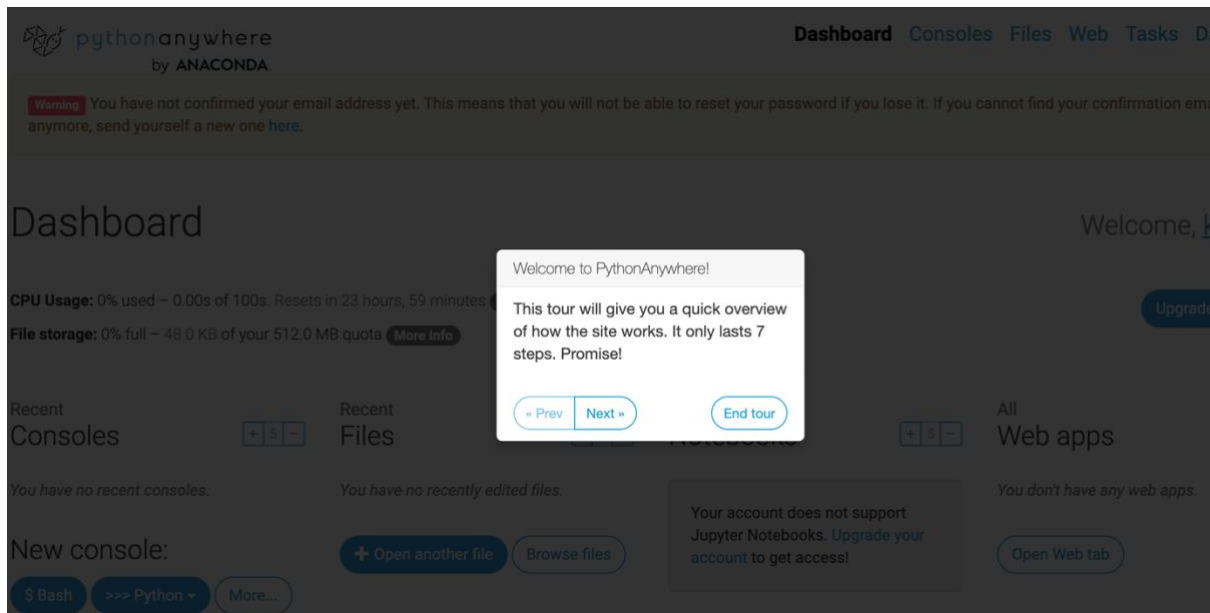 pythonanywhere
by ANACONDA
Dashboard Consoles Files Web Tasks
Warning You have not confirmed your email address yet. This means that you will not be able to reset your password if you lose it. If you cannot find your confirmation
anymore, send yourself a new one here.
Dashboard
Welcome,
CPU Usage: 0% used – 0.00s of 100s. Resets in 23 hours, 59 minutes
File storage: 0% full – 48.0 KB of your 512.0 MB quota More Info
Welcome to PythonAnywhere!
This tour will give you a quick overview
of how the site works. It only lasts 7
steps. Promise!
« Prev Next » End tour
Recent
Consoles
+ 5 -
You have no recent consoles.
New console:
$ Bash >>> Python More...
Recent
Files
You have no recently edited files.
+ Open another file Browse files
Notebooks
+ 5 -
Your account does not support
Jupyter Notebooks. Upgrade your
account to get access!
All
Web apps
You don't have any web apps.
Open Web tab